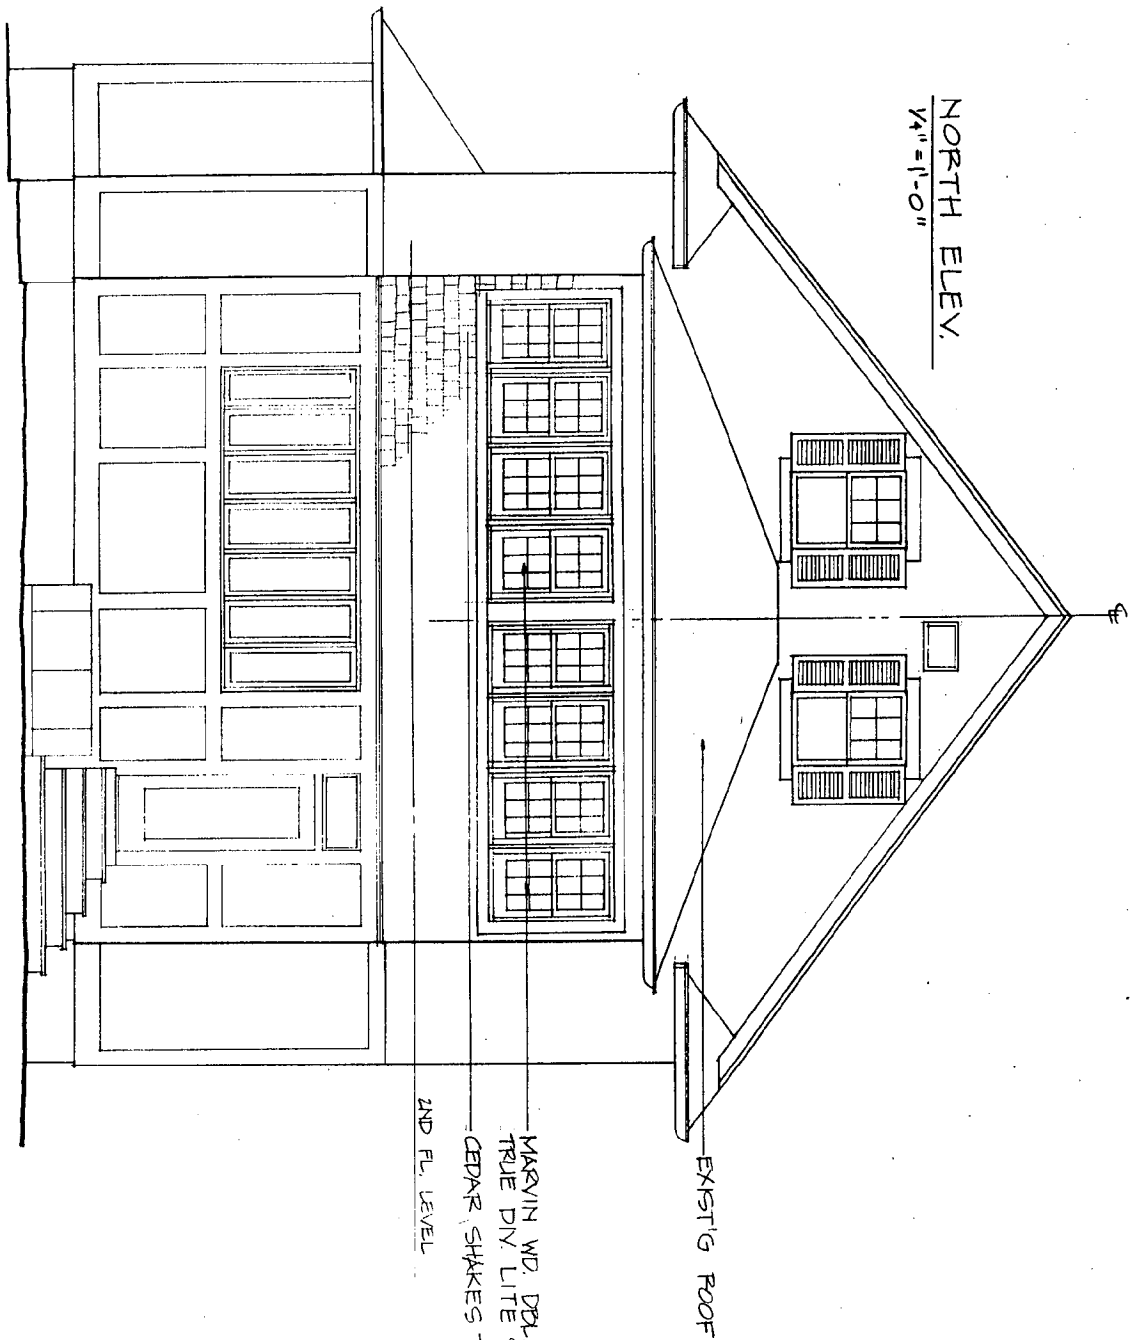 NORTH ELEV.
1/4" = 1'-0"
℄
EXIST'G ROOF
MARVIN WD. DBL
TRUE DIV. LITE
CEDAR SHAKES -
2ND FL. LEVEL